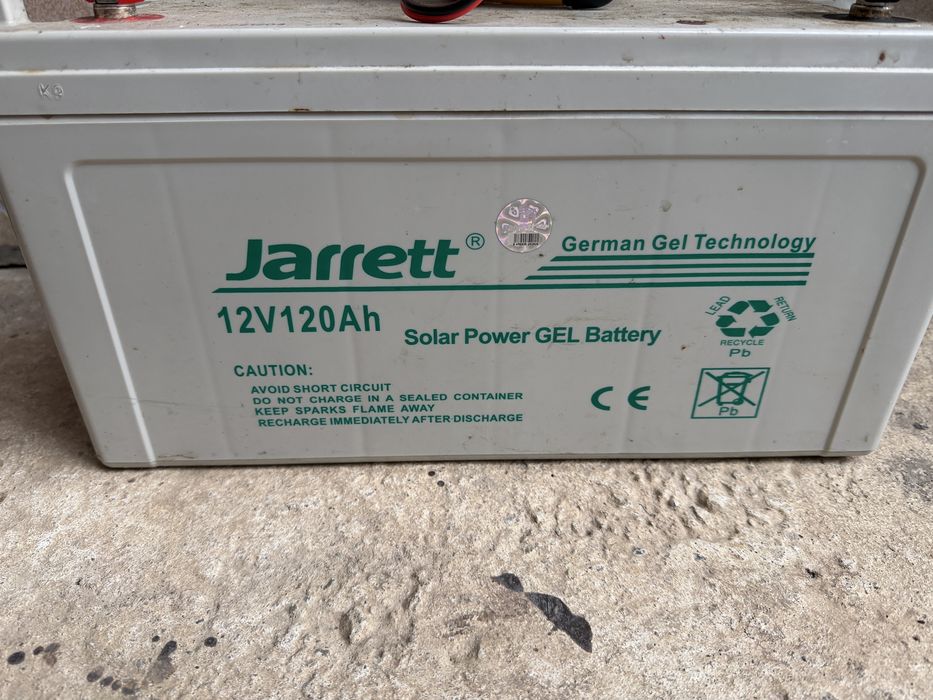 KP
Jarrett®
German Gel Technology
12V120Ah
Solar Power GEL Battery
LEAD
RETURN
RECYCLE
Pb
CAUTION:
AVOID SHORT CIRCUIT
DO NOT CHARGE IN A SEALED CONTAINER
KEEP SPARKS FLAME AWAY
RECHARGE IMMEDIATELY AFTER DISCHARGE
CE
Pb